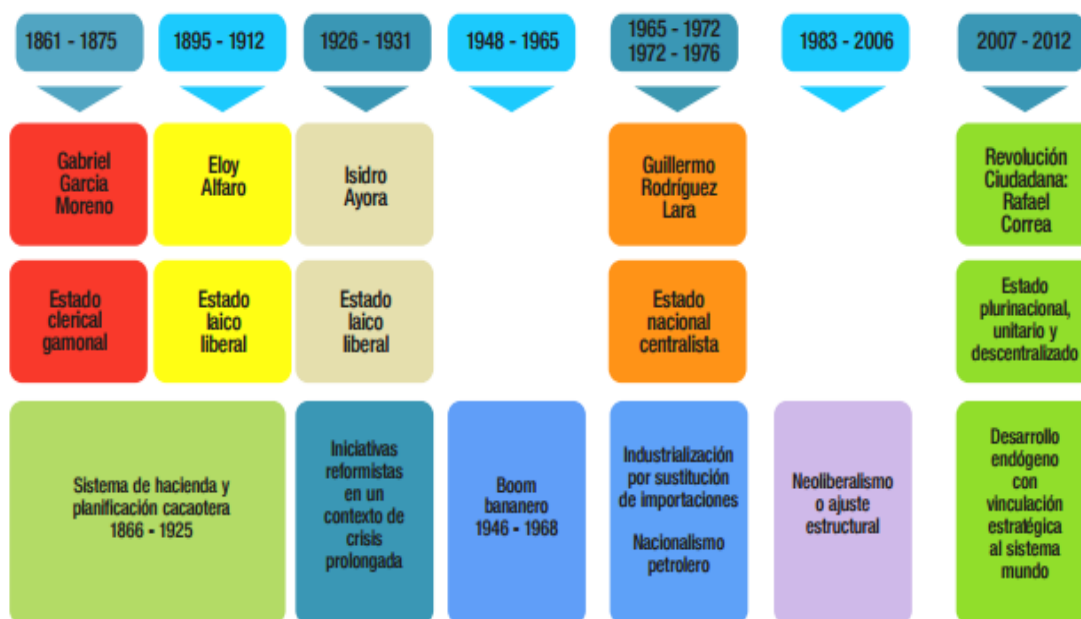 1861 - 1875
1895 - 1912
1926 - 1931
1948 - 1965
1965 - 1972
1972 - 1976
1983 - 2006
2007 - 2012
Gabriel
Garcia
Moreno
Eloy
Alfaro
Isidro
Ayora
Guillermo
Rodríguez
Lara
Revolución
Ciudadana:
Rafael
Correa
Estado
clerical
gamonal
Estado
laico
liberal
Estado
laico
liberal
Estado
nacional
centralista
Estado
plurinacional,
unitario y
descentralizado
Sistema de hacienda y
planificación cacaotera
1866 - 1925
Iniciativas
reformistas
en un
contexto de
crisis
prolongada
Boom
bananero
1946 - 1968
Industrialización
por sustitución
de importaciones
Nacionalismo
petrolero
Neoliberalismo
o ajuste
estructural
Desarrollo
endógeno
con
vinculación
estratégica
al sistema
mundo